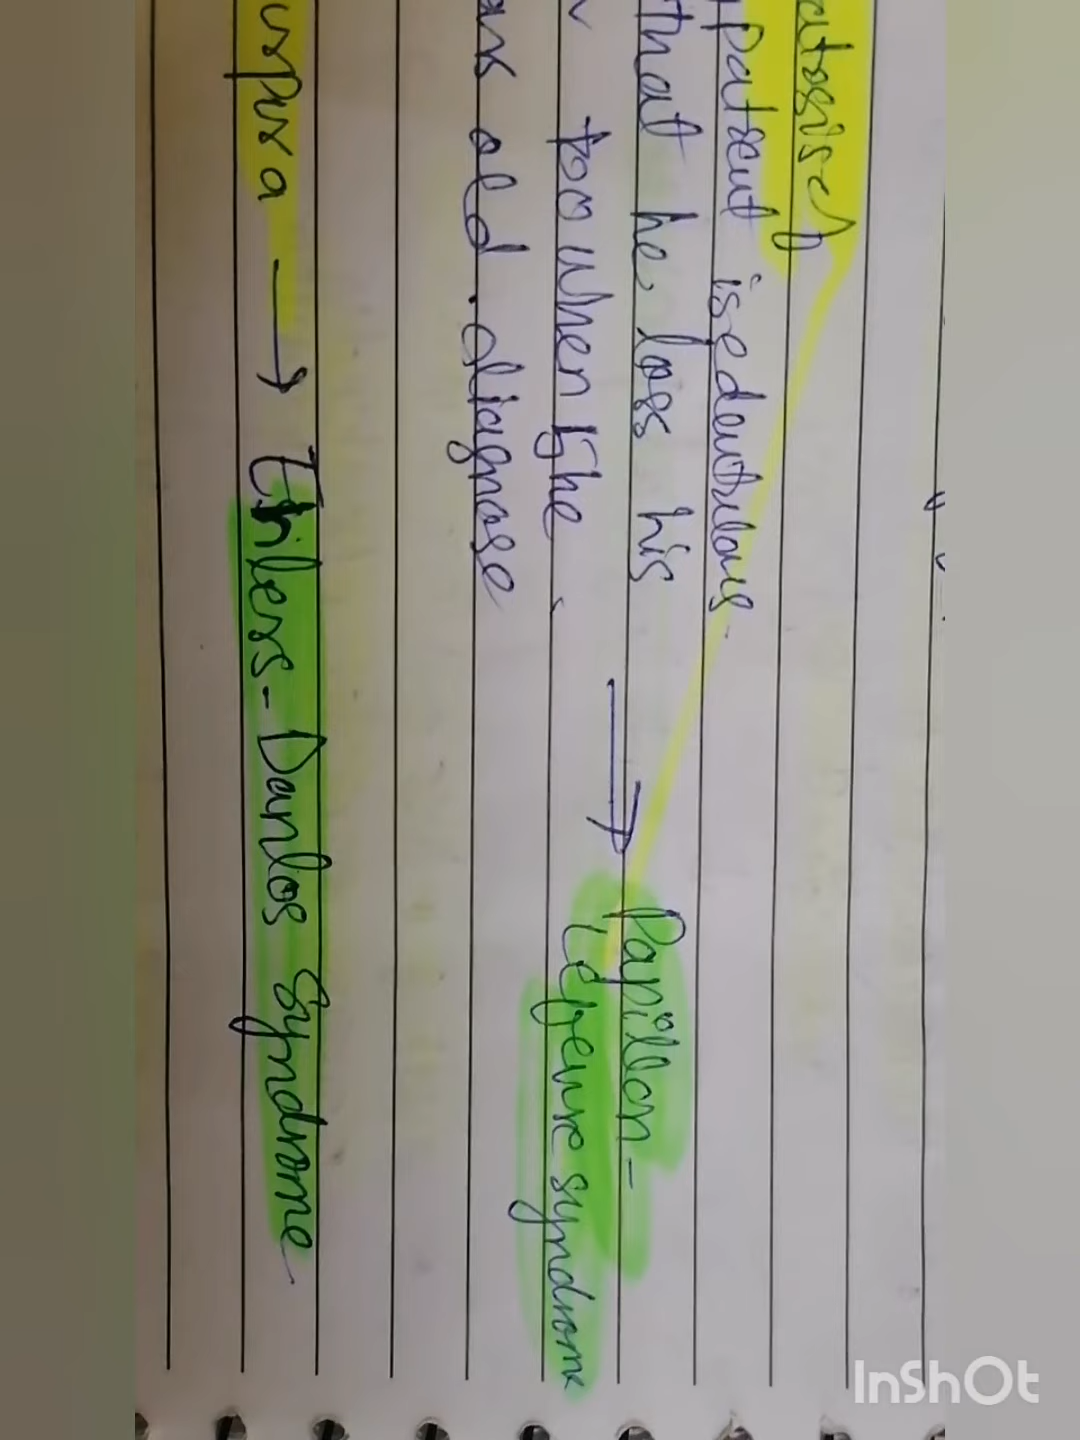 patient is edentulous.
that he loss his
too when the
old. diagnose
→ Papillon-
Lefevre syndrome
→ Ehlers-Danlos Syndrome
InShOt